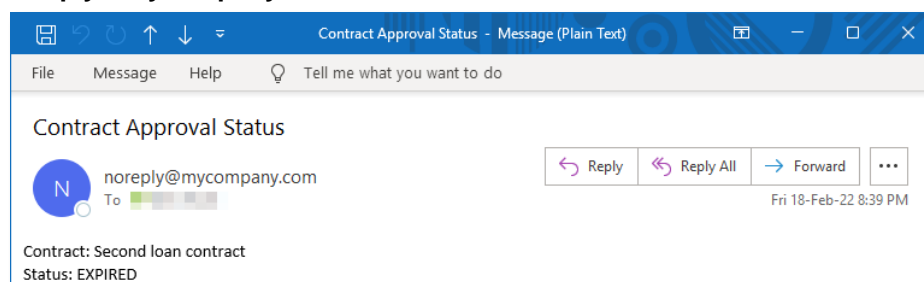 Contract Approval Status - Message (Plain Text)
File Message Help Tell me what you want to do
Contract Approval Status
Reply Reply All Forward
N
noreply@mycompany.com
To
Fri 18-Feb-22 8:39 PM
Contract: Second loan contract
Status: EXPIRED